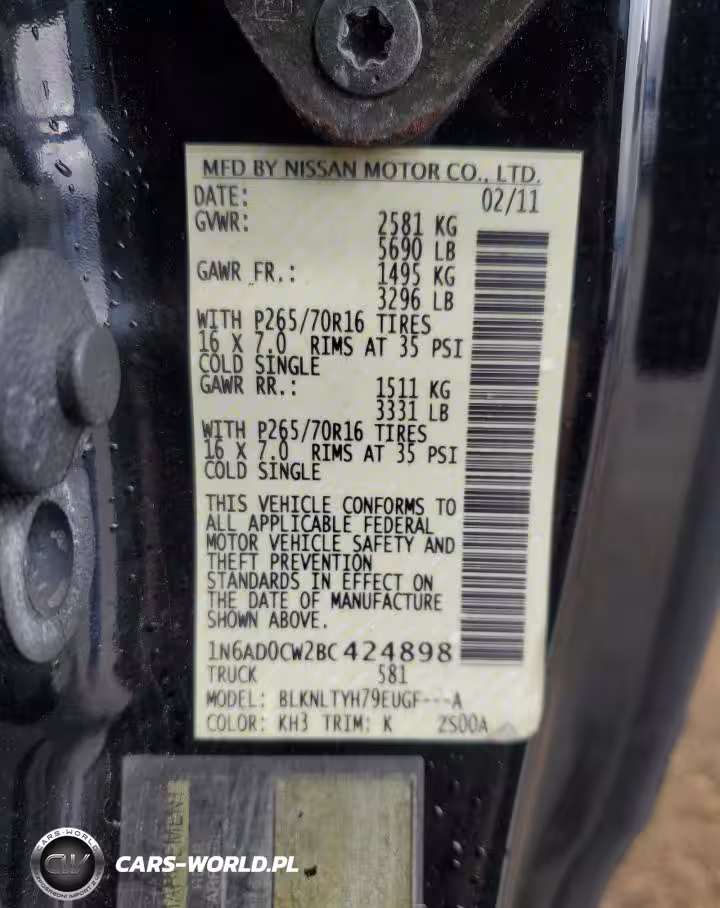 MFD BY NISSAN MOTOR CO., LTD.
DATE: 02/11
GVWR: 2581 KG
5690 LB
GAWR FR.: 1495 KG
3296 LB
WITH P265/70R16 TIRES
16 X 7.0 RIMS AT 35 PSI
COLD SINGLE
GAWR RR.: 1511 KG
3331 LB
WITH P265/70R16 TIRES
16 X 7.0 RIMS AT 35 PSI
COLD SINGLE
THIS VEHICLE CONFORMS TO
ALL APPLICABLE FEDERAL
MOTOR VEHICLE SAFETY AND
THEFT PREVENTION
STANDARDS IN EFFECT ON
THE DATE OF MANUFACTURE
SHOWN ABOVE.
1N6AD0CW2BC424898
TRUCK 581
MODEL: BLKNLTYH79EUGF---A
COLOR: KH3 TRIM: K ZS00A
CARS-WORLD
CW
CARS-WORLD.PL